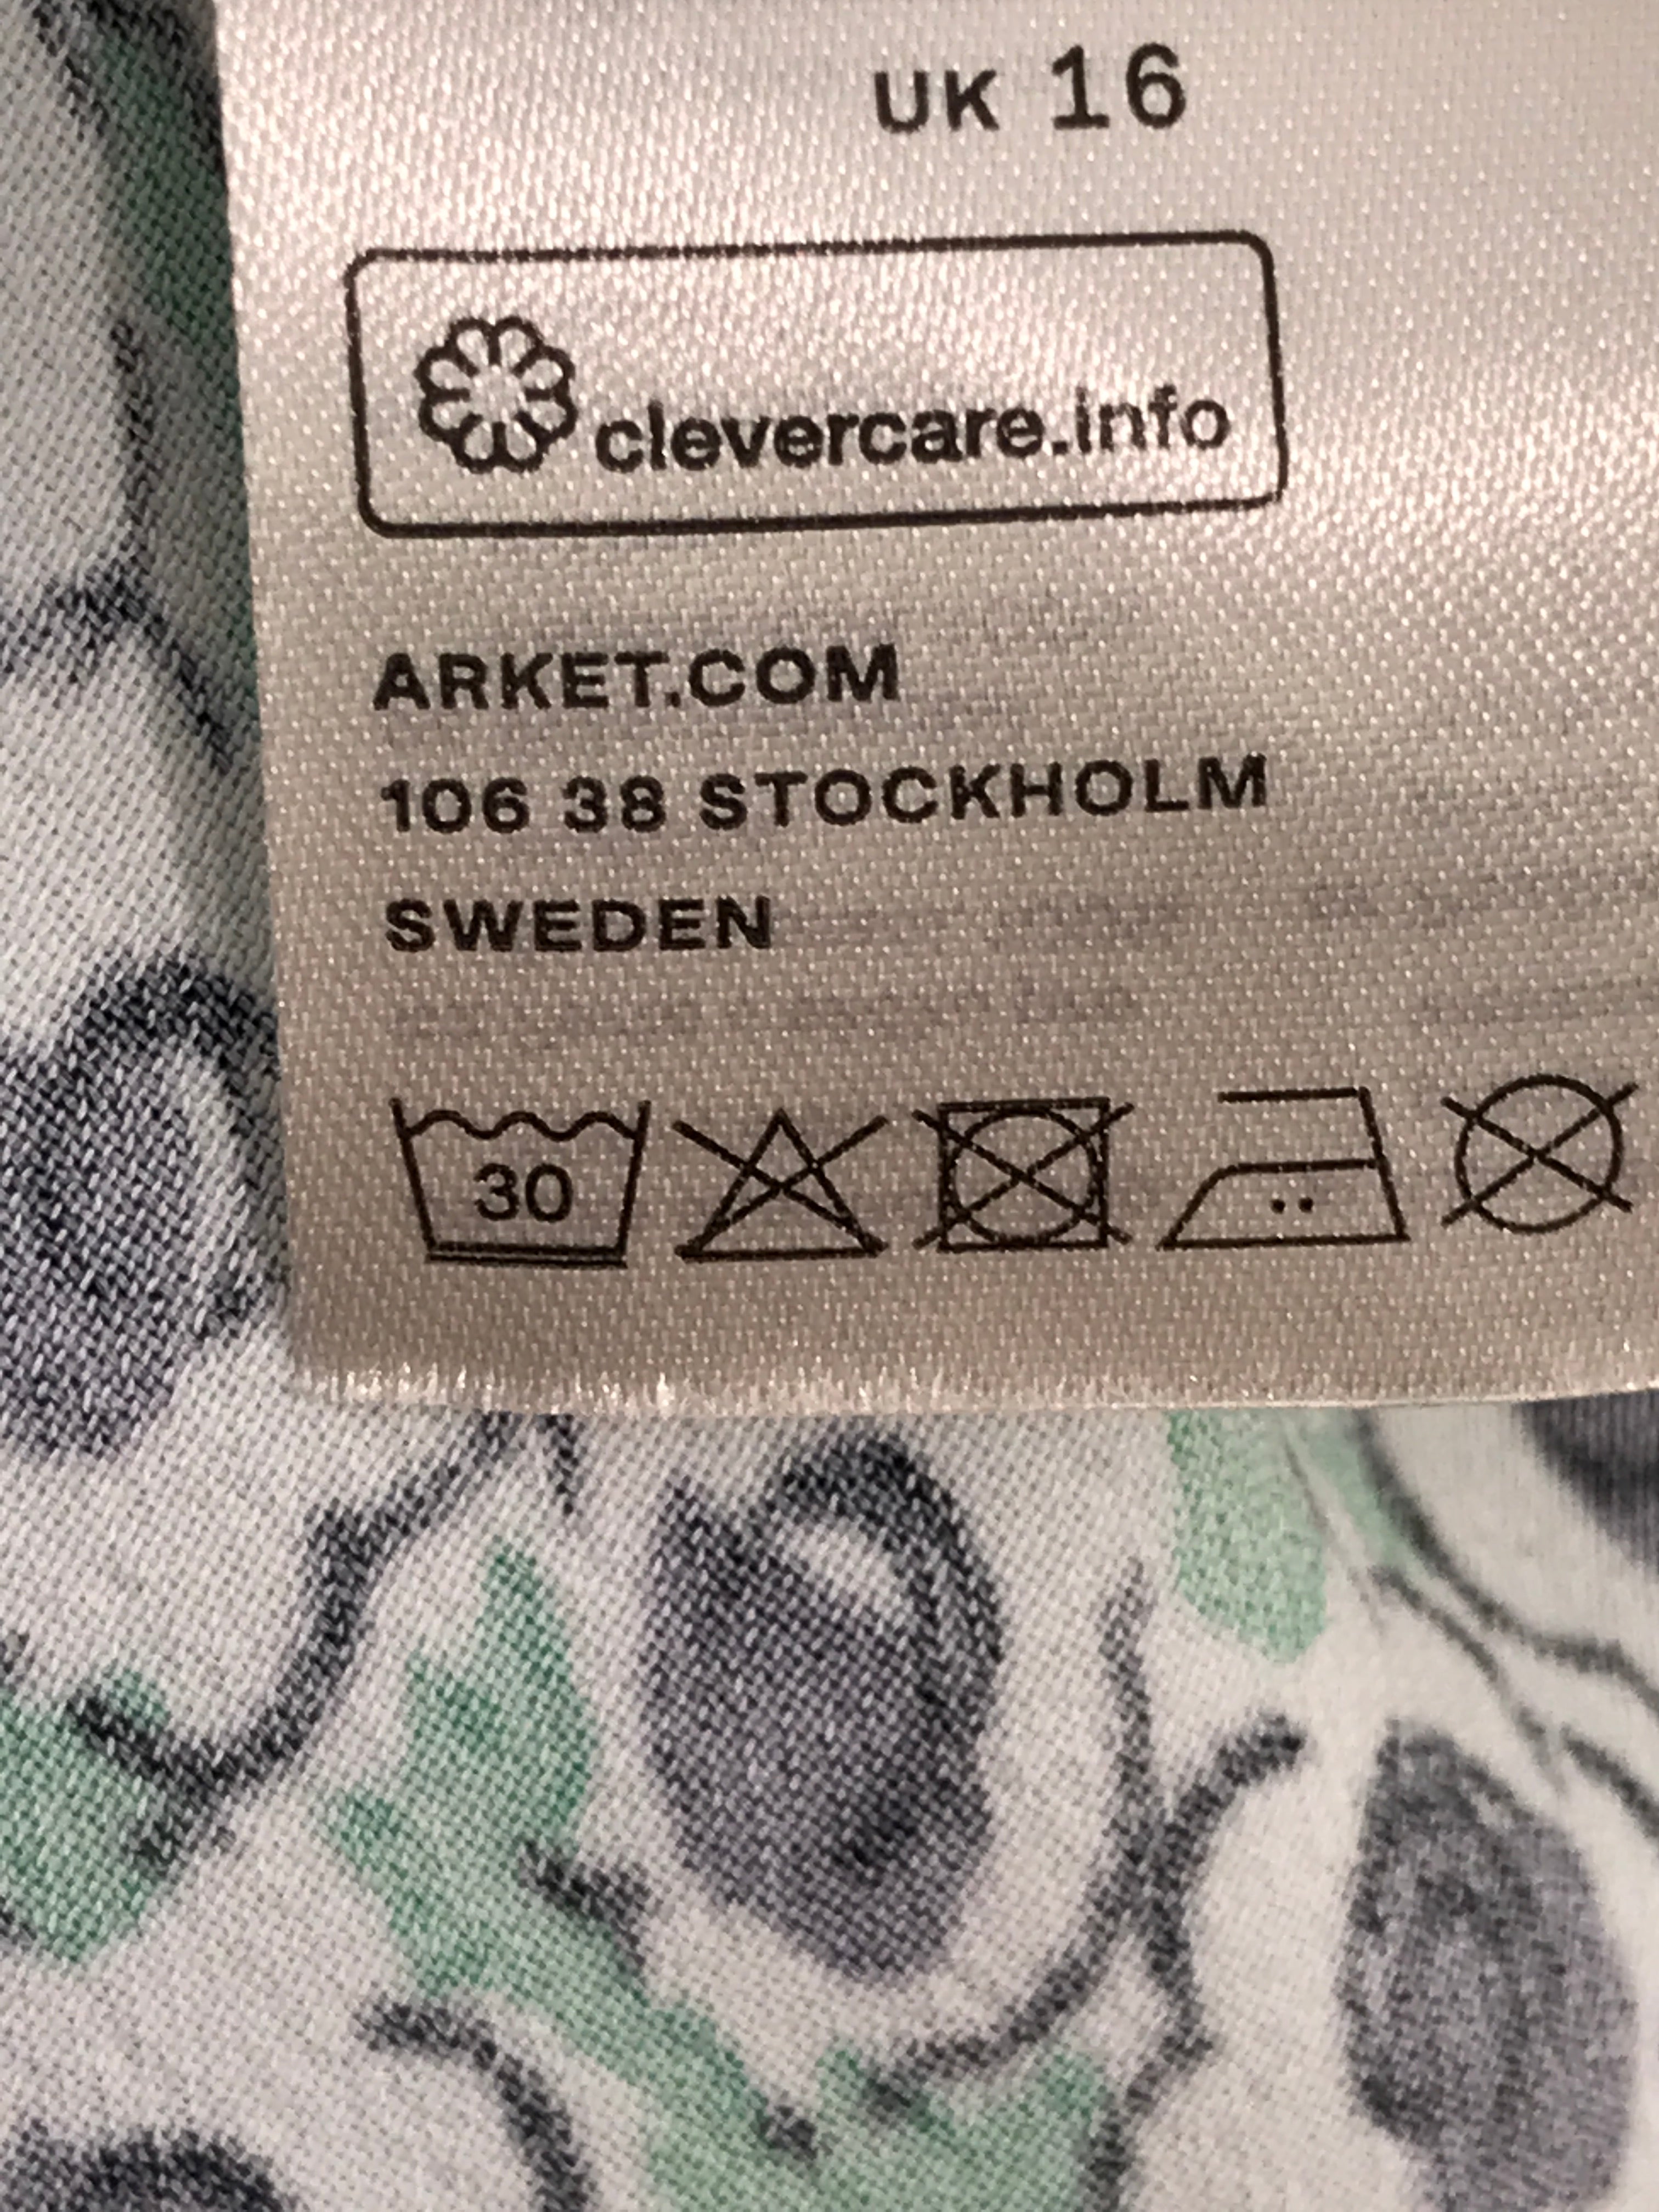 UK 16
clevercare.info
ARKET.COM
106 38 STOCKHOLM
SWEDEN
30